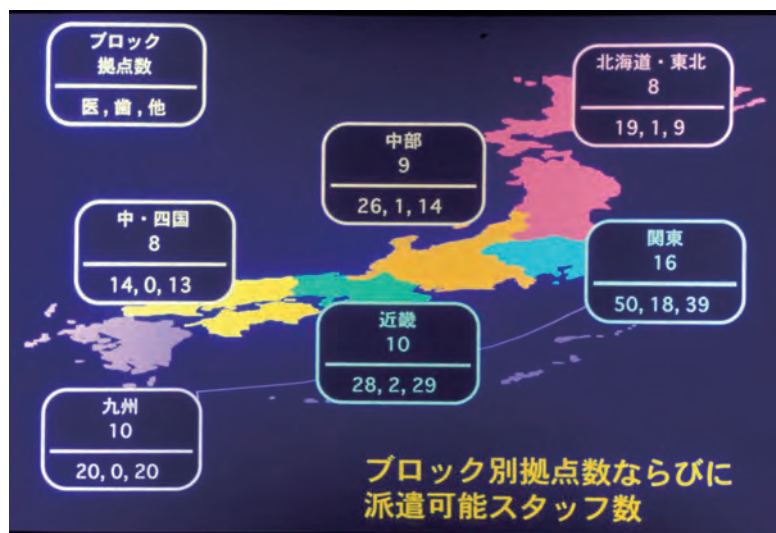 ブロック
拠点数
医,歯,他
北海道・東北
8
19, 1, 9
中部
9
26, 1, 14
中・四国
8
14, 0, 13
関東
16
50, 18, 39
近畿
10
28, 2, 29
九州
10
20, 0, 20
ブロック別拠点数ならびに
派遣可能スタッフ数